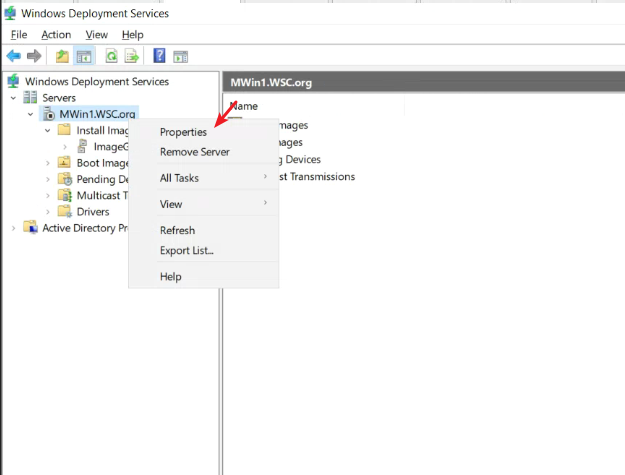 Windows Deployment Services
File Action View Help
Windows Deployment Services
Servers
MWin1.WSC.org
Install Imag
ImageG
Boot Image
Pending De
Multicast T
Drivers
Active Directory Pr
Properties
Remove Server
All Tasks
View
Refresh
Export List...
Help
MWin1.WSC.org
Name
mages
ages
g Devices
st Transmissions